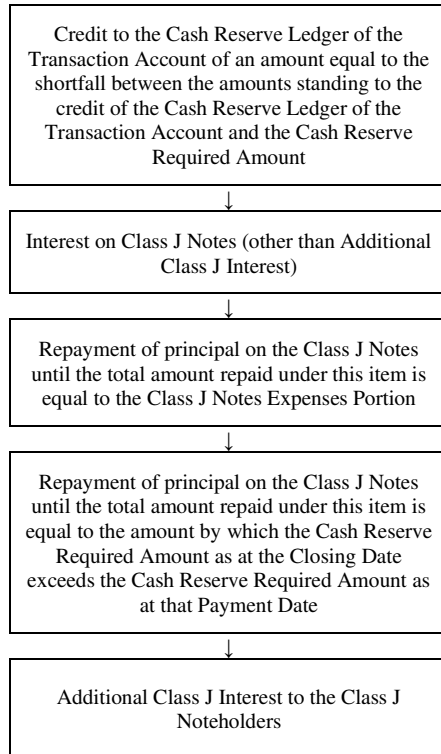 Credit to the Cash Reserve Ledger of the
Transaction Account of an amount equal to the
shortfall between the amounts standing to the
credit of the Cash Reserve Ledger of the
Transaction Account and the Cash Reserve
Required Amount
↓
Interest on Class J Notes (other than Additional
Class J Interest)
↓
Repayment of principal on the Class J Notes
until the total amount repaid under this item is
equal to the Class J Notes Expenses Portion
↓
Repayment of principal on the Class J Notes
until the total amount repaid under this item is
equal to the amount by which the Cash Reserve
Required Amount as at the Closing Date
exceeds the Cash Reserve Required Amount as
at that Payment Date
↓
Additional Class J Interest to the Class J
Noteholders